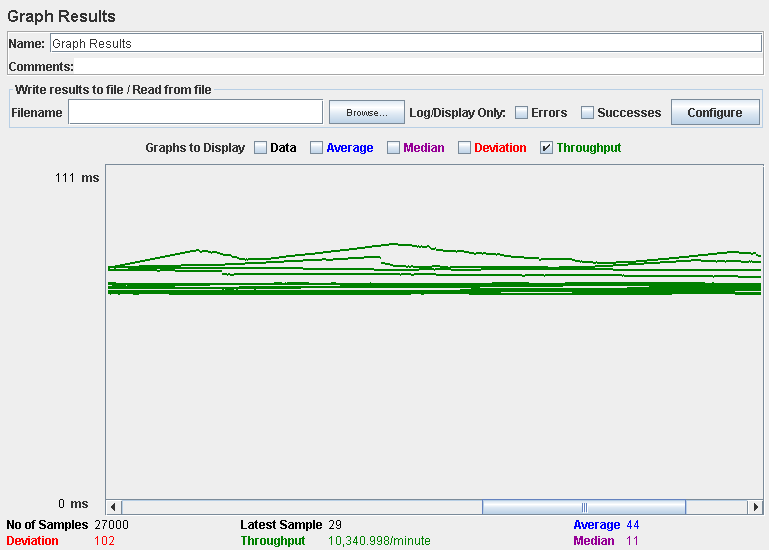 Graph Results
Name: Graph Results
Comments:
Write results to file / Read from file
Filename Browse... Log/Display Only: Errors Successes Configure
Graphs to Display Data Average Median Deviation Throughput
111 ms
0 ms
No of Samples 27000 Latest Sample 29 Average 44
Deviation 102 Throughput 10,340.998/minute Median 11